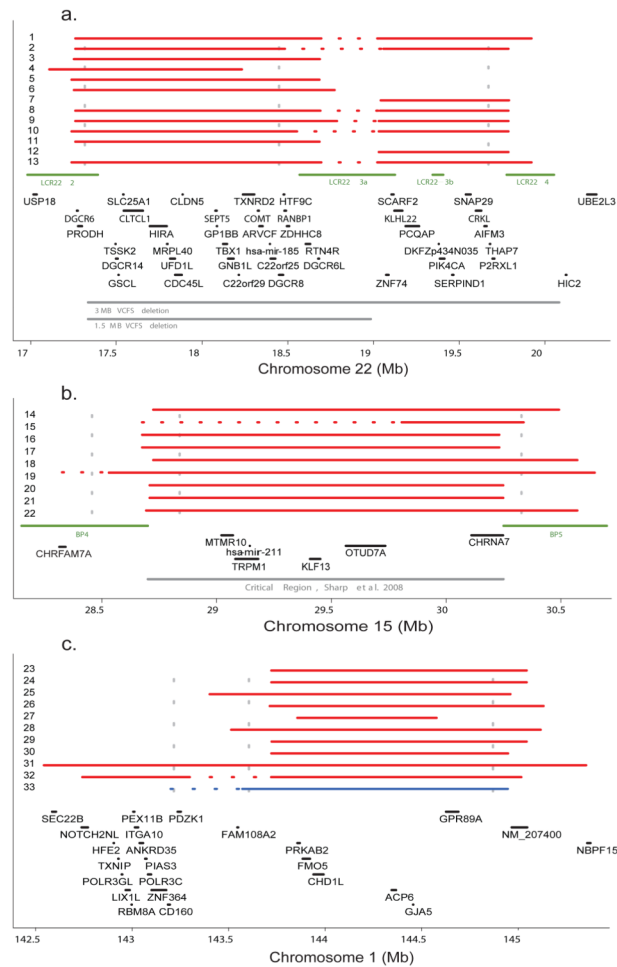 a.
1
2
3
4
5
6
7
8
9
10
11
12
13
LCR22 2 LCR22 3a LCR22 3b LCR22 4
USP18 SLC25A1 CLDN5 TXNRD2 HTF9C SCARF2 SNAP29 UBE2L3
DGCR6 CLTCL1 SEPT5 COMT RANBP1 KLHL22 CRKL
PRODH HIRA GP1BB ARVCF ZDHHC8 PCQAP AIFM3
TSSK2 MRPL40 TBX1 hsa-mir-185 RTN4R DKFZp434N035 THAP7
DGCR14 UFD1L GNB1L C22orf25 DGCR6L PIK4CA P2RXL1
GSCL CDC45L C22orf29 DGCR8 ZNF74 SERPIND1 HIC2
3 MB VCFS deletion
1.5 MB VCFS deletion
17 17.5 18 18.5 19 19.5 20
Chromosome 22 (Mb)
b.
14
15
16
17
18
19
20
21
22
BP4 BP5
CHRFAM7A MTMR10 OTUD7A CHRNA7
hsa-mir-211
TRPM1 KLF13
Critical Region, Sharp et al. 2008
28.5 29 29.5 30 30.5
Chromosome 15 (Mb)
c.
23
24
25
26
27
28
29
30
31
32
33
SEC22B PEX11B PDZK1 GPR89A
NOTCH2NL ITGA10 FAM108A2 NM_207400
HFE2 ANKRD35 PRKAB2 NBPF15
TXNIP PIAS3 FMO5
POLR3GL POLR3C CHD1L
LIX1L ZNF364 ACP6
RBM8A CD160 GJA5
142.5 143 143.5 144 144.5 145
Chromosome 1 (Mb)